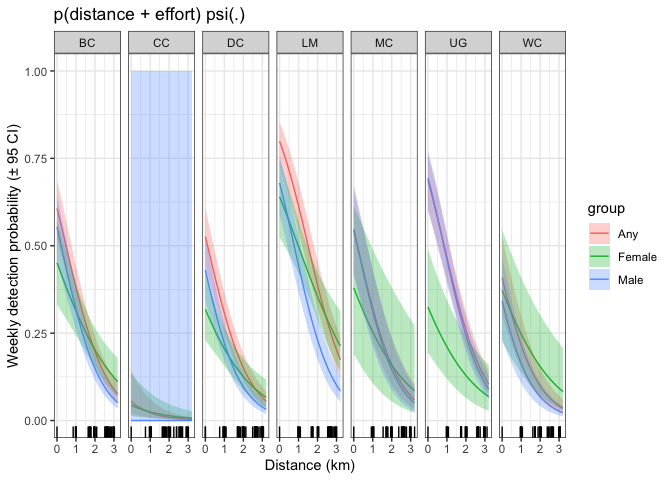 p(distance + effort) psi(.)
BC CC DC LM MC UG WC
Weekly detection probability (± 95 CI)
1.00
0.75
0.50
0.25
0.00
0 1 2 3 0 1 2 3 0 1 2 3 0 1 2 3 0 1 2 3 0 1 2 3 0 1 2 3
Distance (km)
group
Any
Female
Male